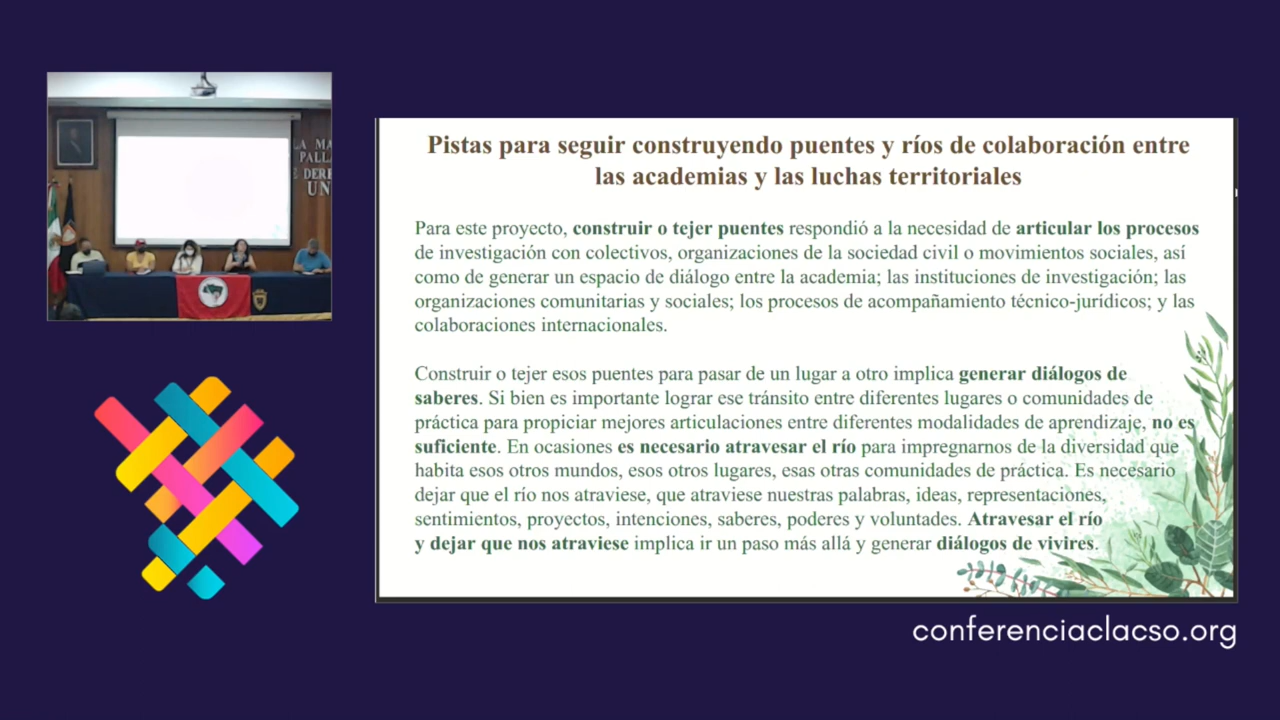 LA MA
PALL
DERE
UN
Pistas para seguir construyendo puentes y ríos de colaboración entre
las academias y las luchas territoriales
Para este proyecto, construir o tejer puentes respondió a la necesidad de articular los procesos
de investigación con colectivos, organizaciones de la sociedad civil o movimientos sociales, así
como de generar un espacio de diálogo entre la academia; las instituciones de investigación; las
organizaciones comunitarias y sociales; los procesos de acompañamiento técnico-jurídicos; y las
colaboraciones internacionales.
Construir o tejer esos puentes para pasar de un lugar a otro implica generar diálogos de
saberes. Si bien es importante lograr ese tránsito entre diferentes lugares o comunidades de
práctica para propiciar mejores articulaciones entre diferentes modalidades de aprendizaje, no es
suficiente. En ocasiones es necesario atravesar el río para impregnarnos de la diversidad que
habita esos otros mundos, esos otros lugares, esas otras comunidades de práctica. Es necesario
dejar que el río nos atraviese, que atraviese nuestras palabras, ideas, representaciones,
sentimientos, proyectos, intenciones, saberes, poderes y voluntades. Atravesar el río
y dejar que nos atraviese implica ir un paso más allá y generar diálogos de vivires.
conferenciaclacso.org